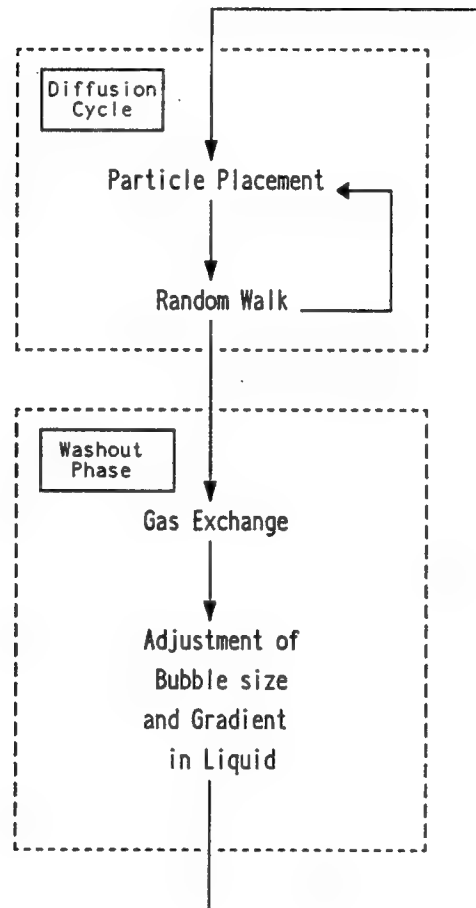 Diffusion
Cycle
Particle Placement
Random Walk
Washout
Phase
Gas Exchange
Adjustment of
Bubble size
and Gradient
in Liquid